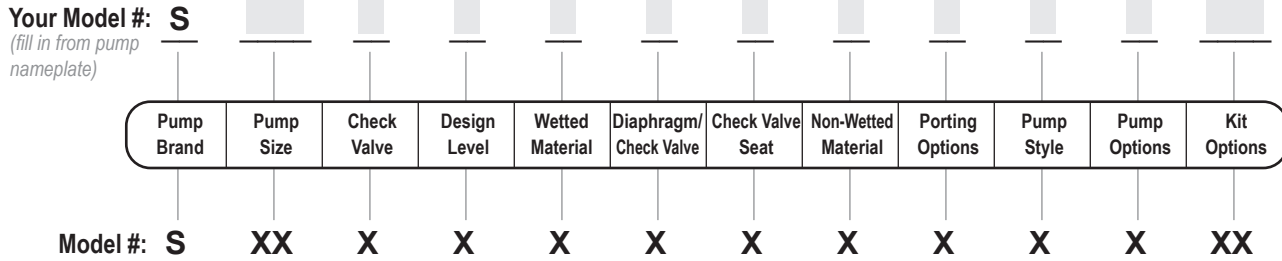 Your Model #: S
(fill in from pump
nameplate)
Pump Brand Pump Size Check Valve Design Level Wetted Material Diaphragm/ Check Valve Check Valve Seat Non-Wetted Material Porting Options Pump Style Pump Options Kit Options
Model #: S XX X X X X X X X X X XX